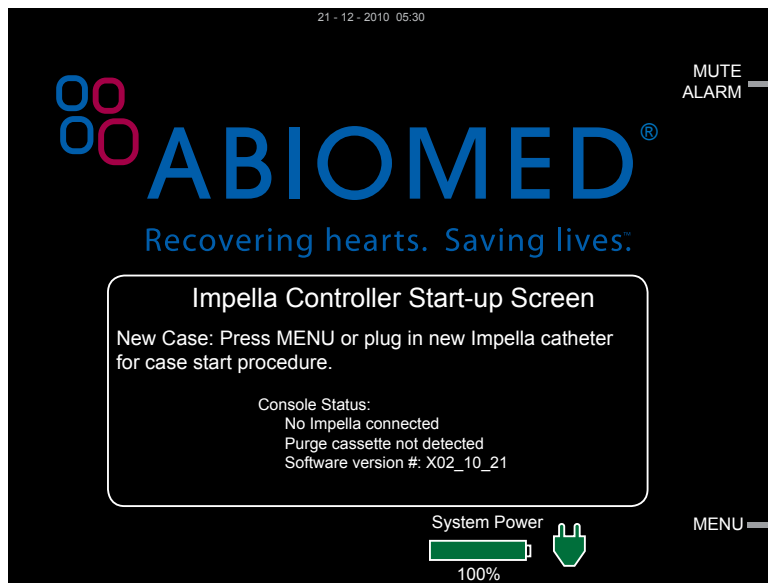 21 - 12 - 2010 05:30
MUTE
ALARM
ABIOMED®
Recovering hearts. Saving lives.™
Impella Controller Start-up Screen
New Case: Press MENU or plug in new Impella catheter
for case start procedure.
Console Status:
No Impella connected
Purge cassette not detected
Software version #: X02_10_21
System Power
MENU
100%